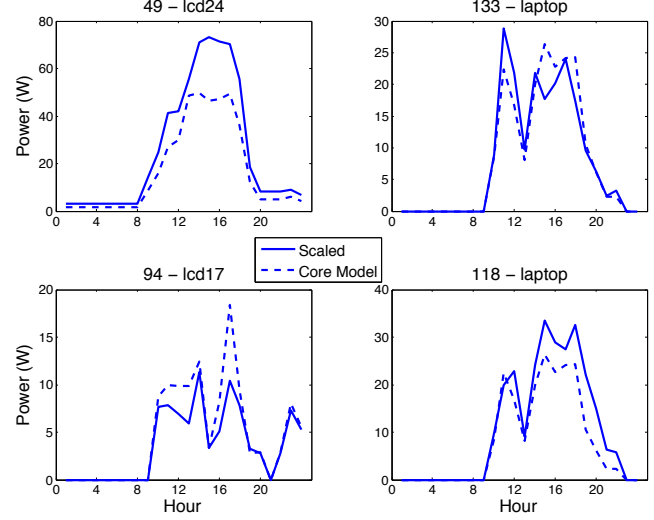 49 – lcd24
133 – laptop
Power (W)
80
60
40
20
0
0 4 8 12 16 20
30
25
20
15
10
5
0
0 4 8 12 16 20
Scaled
Core Model
94 – lcd17
118 – laptop
Power (W)
20
15
10
5
0
0 4 8 12 16 20
Hour
40
30
20
10
0
0 4 8 12 16 20
Hour